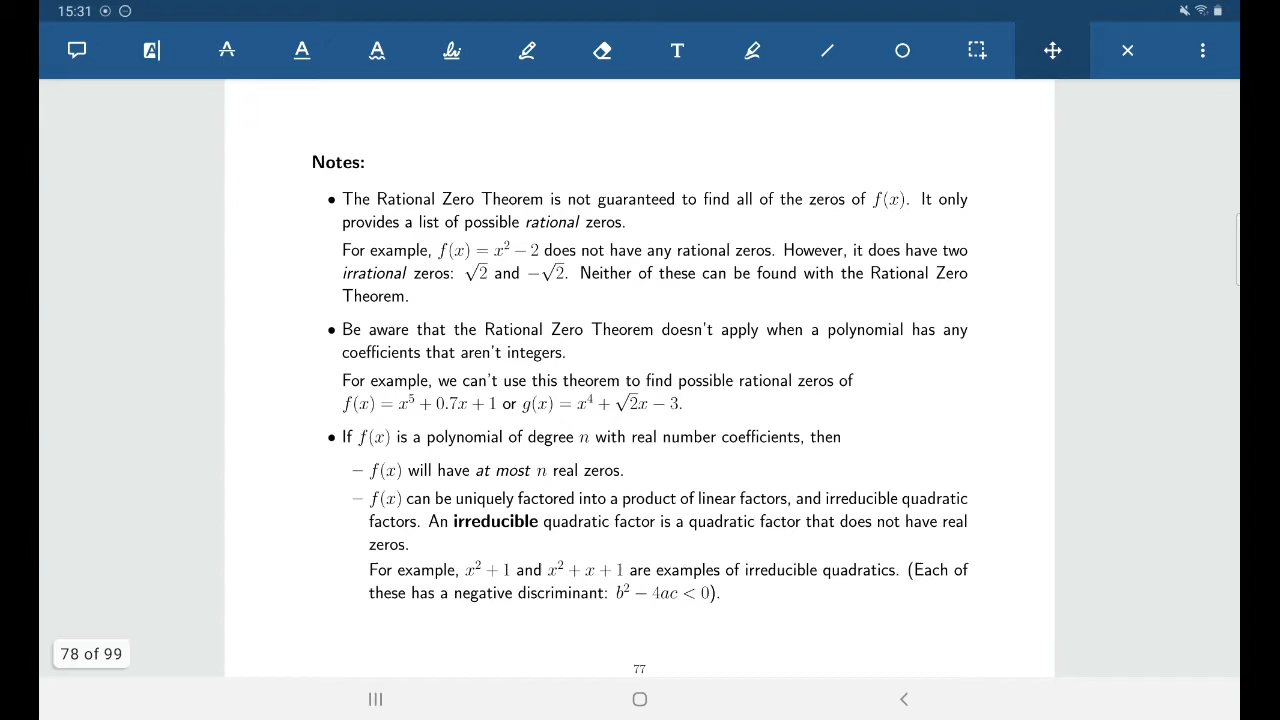 15:31
T
Notes:
• The Rational Zero Theorem is not guaranteed to find all of the zeros of f(x). It only
provides a list of possible rational zeros.
For example, f(x) = x² − 2 does not have any rational zeros. However, it does have two
irrational zeros: √2 and −√2. Neither of these can be found with the Rational Zero
Theorem.
• Be aware that the Rational Zero Theorem doesn't apply when a polynomial has any
coefficients that aren't integers.
For example, we can't use this theorem to find possible rational zeros of
f(x) = x⁵ + 0.7x + 1 or g(x) = x⁴ + √2x − 3.
• If f(x) is a polynomial of degree n with real number coefficients, then
− f(x) will have at most n real zeros.
− f(x) can be uniquely factored into a product of linear factors, and irreducible quadratic
factors. An irreducible quadratic factor is a quadratic factor that does not have real
zeros.
For example, x² + 1 and x² + x + 1 are examples of irreducible quadratics. (Each of
these has a negative discriminant: b² − 4ac < 0).
78 of 99
77